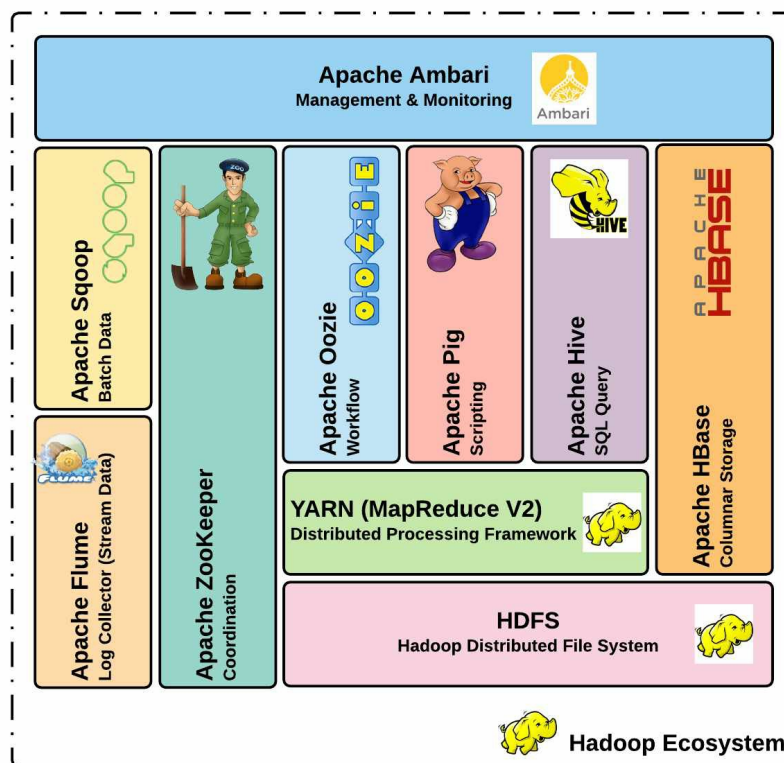 Apache Ambari
Management & Monitoring
Ambari
Apache Sqoop
Batch Data
sqoop
Apache Flume
Log Collector (Stream Data)
FLUME
Apache ZooKeeper
Coordination
ZOO
Apache Oozie
Workflow
OOZIE
Apache Pig
Scripting
Apache Hive
SQL Query
HIVE
Apache HBase
Columnar Storage
APACHE
HBASE
YARN (MapReduce V2)
Distributed Processing Framework
HDFS
Hadoop Distributed File System
Hadoop Ecosystem